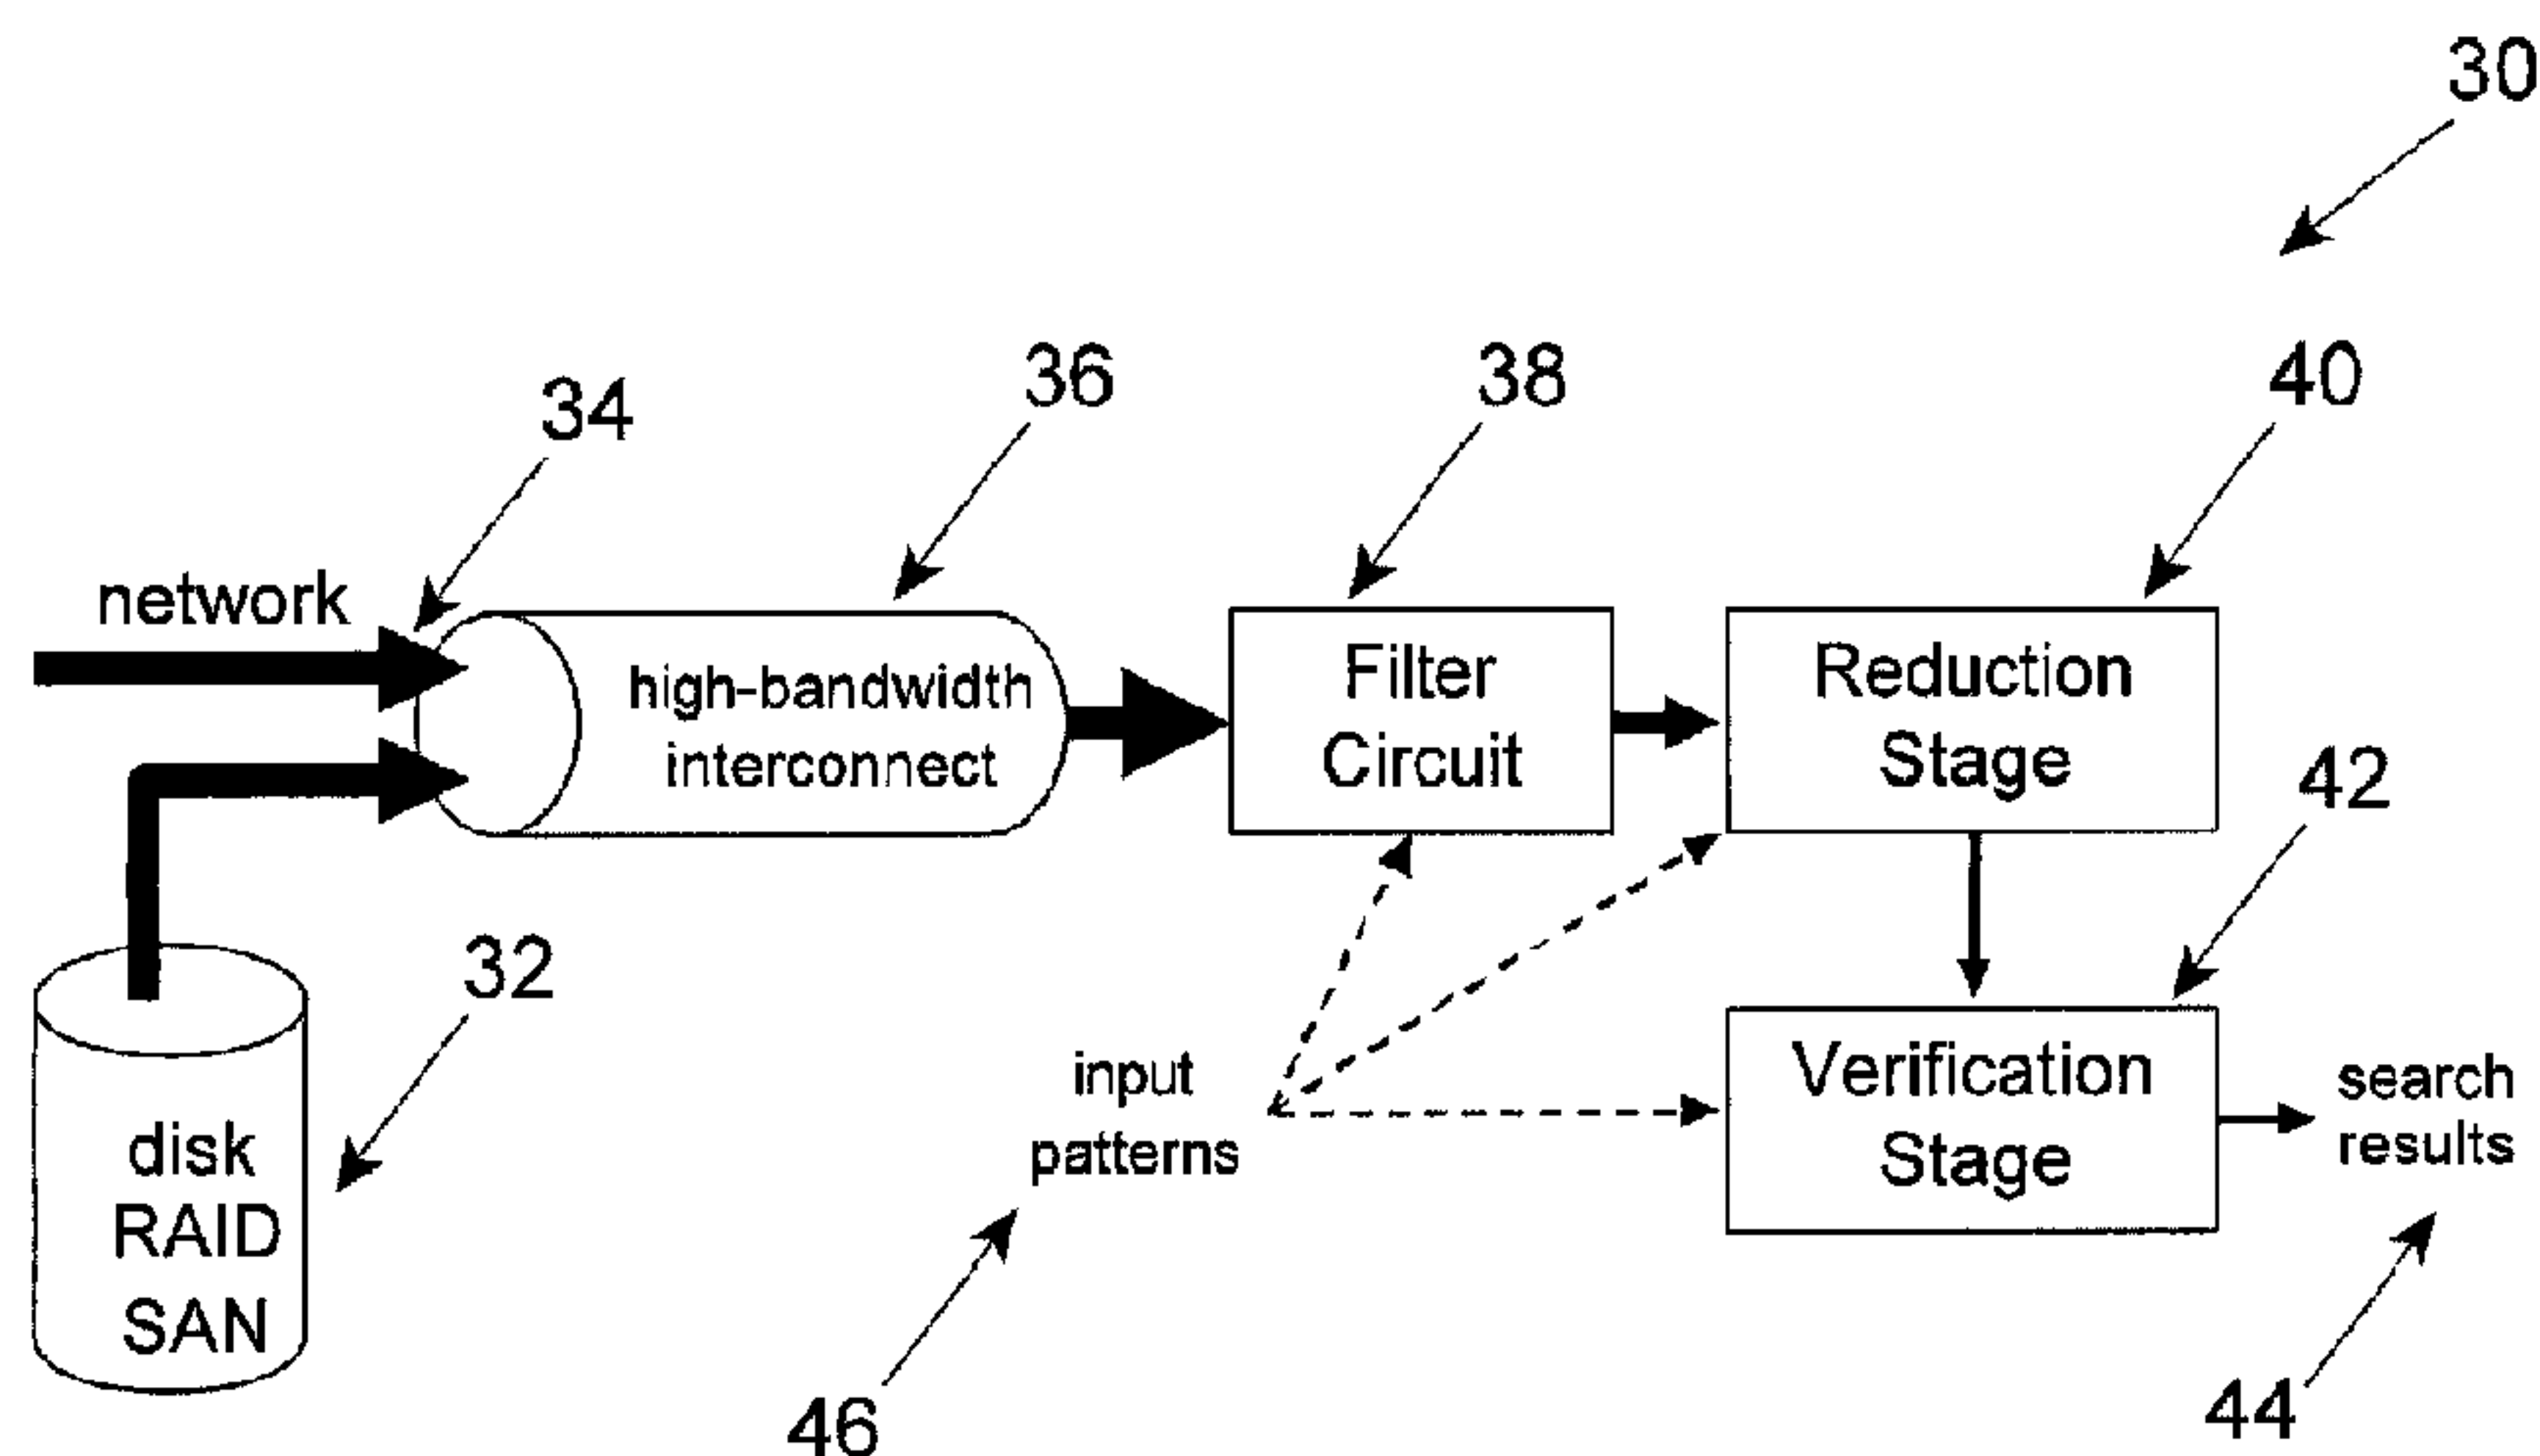 30
34
36
38
40
network
high-bandwidth
interconnect
Filter
Circuit
Reduction
Stage
42
32
disk
RAID
SAN
input
patterns
Verification
Stage
search
results
46
44